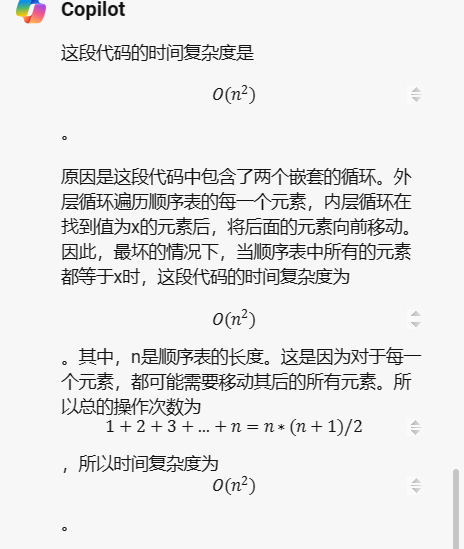 Copilot
这段代码的时间复杂度是
O(n²)
。
原因是这段代码中包含了两个嵌套的循环。外
层循环遍历顺序表的每一个元素，内层循环在
找到值为x的元素后，将后面的元素向前移动。
因此，最坏的情况下，当顺序表中所有的元素
都等于x时，这段代码的时间复杂度为
O(n²)
。其中，n是顺序表的长度。这是因为对于每一
个元素，都可能需要移动其后的所有元素。所
以总的操作次数为
1 + 2 + 3 + ... + n = n * (n + 1)/2
，所以时间复杂度为
O(n²)
。